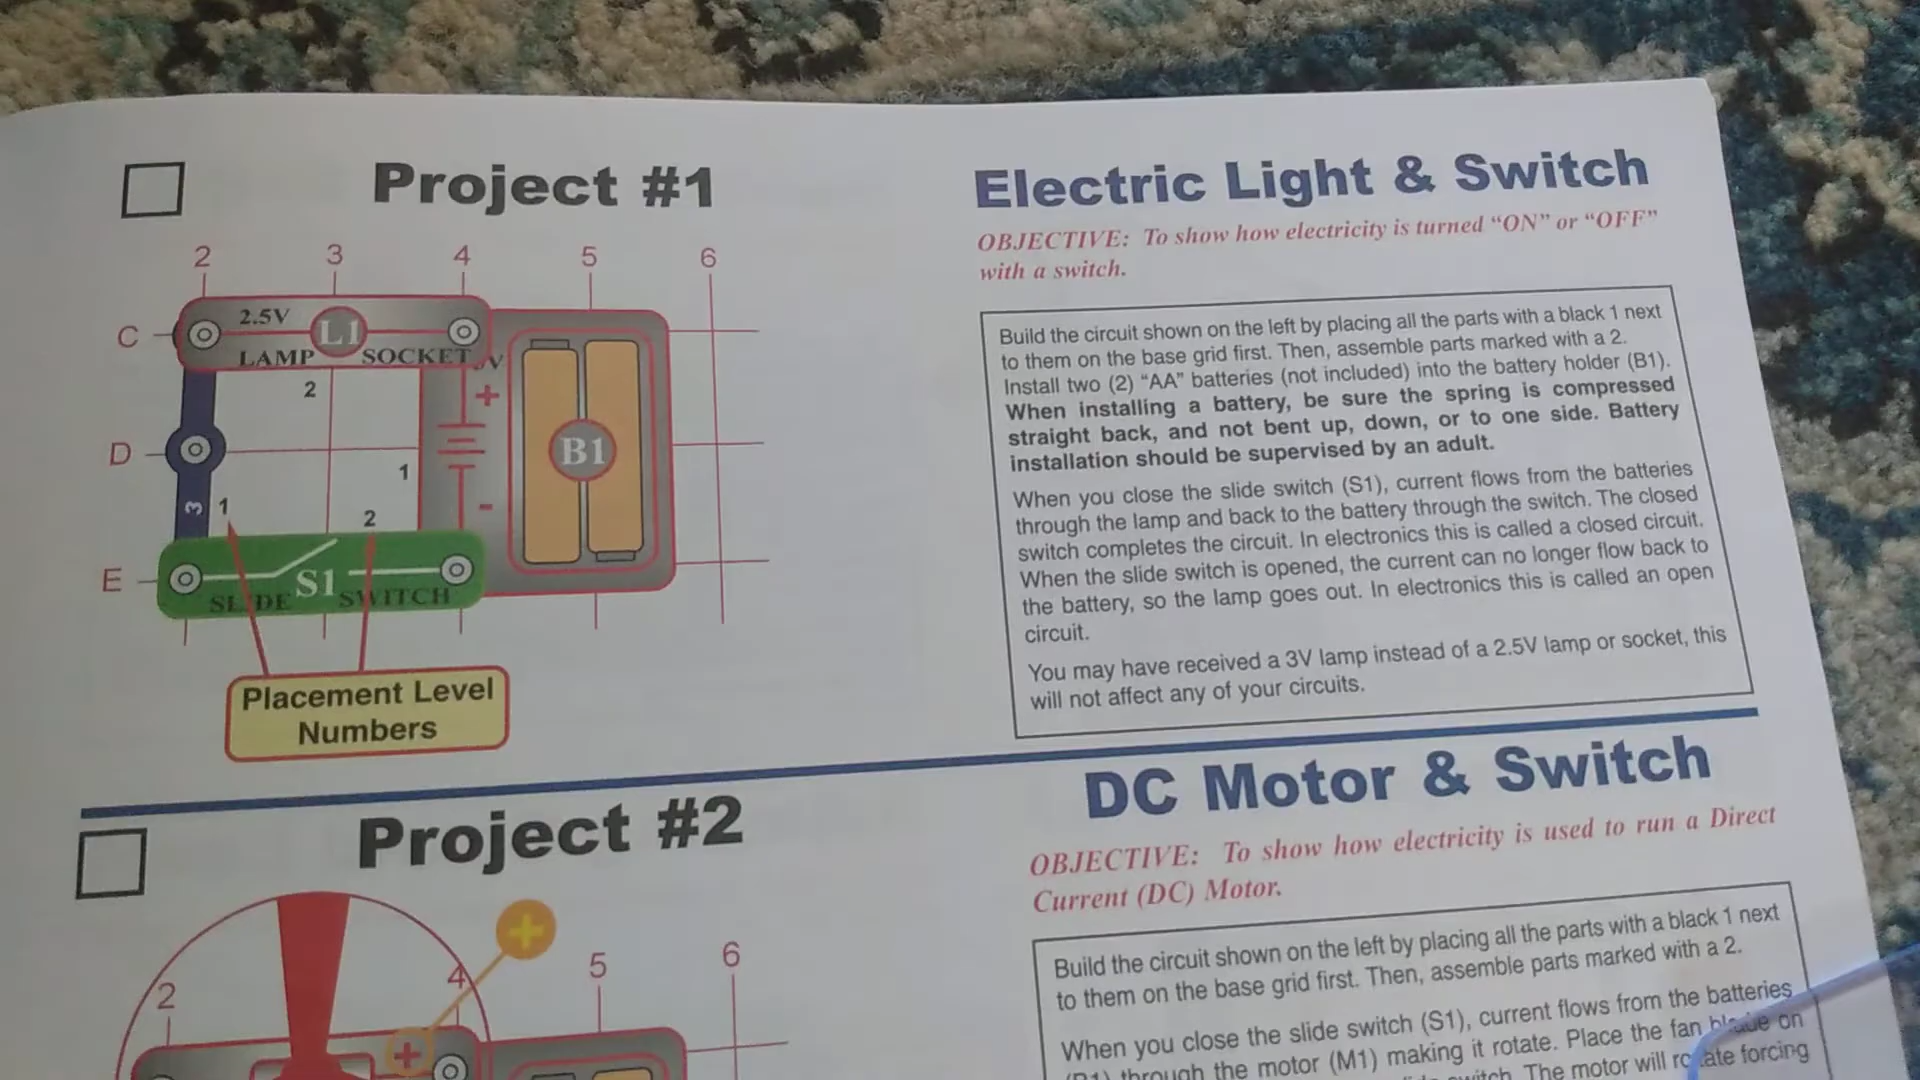 Project #1
2 3 4 5 6
C
2.5V
L1
LAMP SOCKET
V
2
+
D
B1
1
3
1
2
-
E
S1
SLIDE SWITCH
Placement Level
Numbers
Electric Light & Switch
OBJECTIVE: To show how electricity is turned “ON” or “OFF”
with a switch.
Build the circuit shown on the left by placing all the parts with a black 1 next
to them on the base grid first. Then, assemble parts marked with a 2.
Install two (2) “AA” batteries (not included) into the battery holder (B1).
When installing a battery, be sure the spring is compressed
straight back, and not bent up, down, or to one side. Battery
installation should be supervised by an adult.
When you close the slide switch (S1), current flows from the batteries
through the lamp and back to the battery through the switch. The closed
switch completes the circuit. In electronics this is called a closed circuit.
When the slide switch is opened, the current can no longer flow back to
the battery, so the lamp goes out. In electronics this is called an open
circuit.
You may have received a 3V lamp instead of a 2.5V lamp or socket, this
will not affect any of your circuits.
Project #2
+
2 4 5 6
+
DC Motor & Switch
OBJECTIVE: To show how electricity is used to run a Direct
Current (DC) Motor.
Build the circuit shown on the left by placing all the parts with a black 1 next
to them on the base grid first. Then, assemble parts marked with a 2.
When you close the slide switch (S1), current flows from the batteries
(B1) through the motor (M1) making it rotate. Place the fan blade on
switch. The motor will rotate forcing